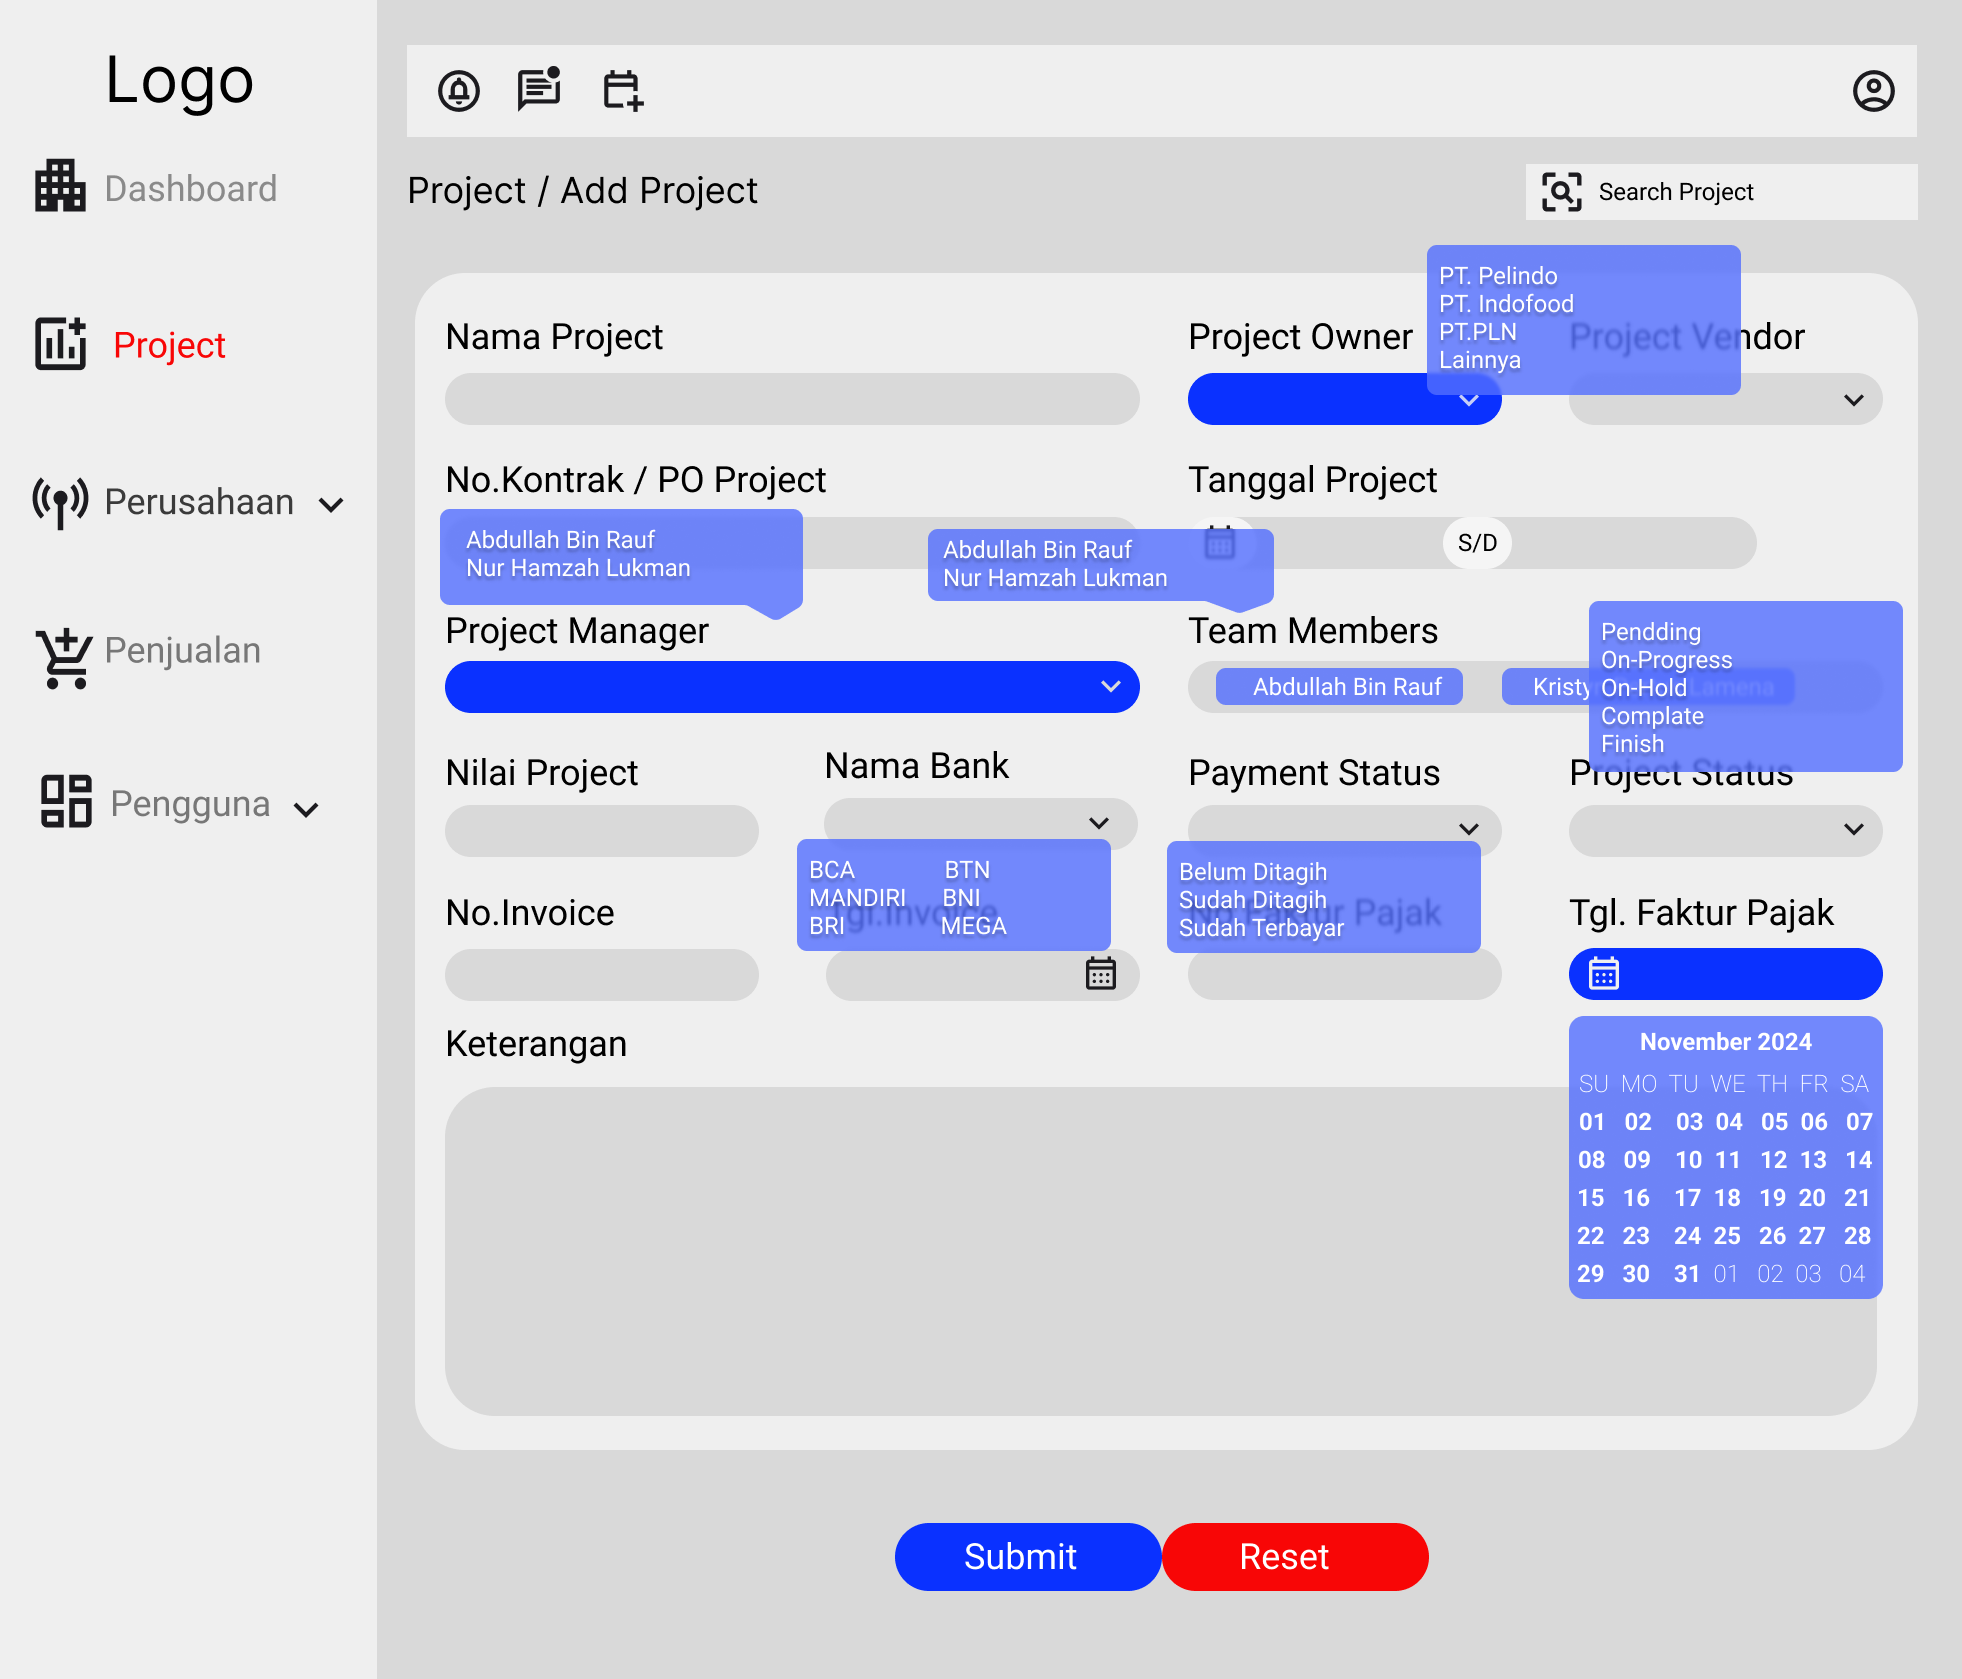 Logo
Dashboard
Project
Perusahaan
Penjualan
Pengguna
Project / Add Project
Search Project
Nama Project
Project Owner
Project Vendor
PT. Pelindo
PT. Indofood
PT.PLN
Lainnya
No.Kontrak / PO Project
Tanggal Project
S/D
Abdullah Bin Rauf
Nur Hamzah Lukman
Abdullah Bin Rauf
Nur Hamzah Lukman
Project Manager
Team Members
Abdullah Bin Rauf
Lamena
Pendding
On-Progress
On-Hold
Complate
Finish
Nilai Project
Nama Bank
Payment Status
Project Status
BCA BTN
MANDIRI BNI
BRI MEGA
Belum Ditagih
Sudah Ditagih
Sudah Terbayar
No.Invoice
Tgl.Invoice
No.Faktur Pajak
Tgl. Faktur Pajak
Keterangan
November 2024
SU MO TU WE TH FR SA
01 02 03 04 05 06 07
08 09 10 11 12 13 14
15 16 17 18 19 20 21
22 23 24 25 26 27 28
29 30 31 01 02 03 04
Submit
Reset